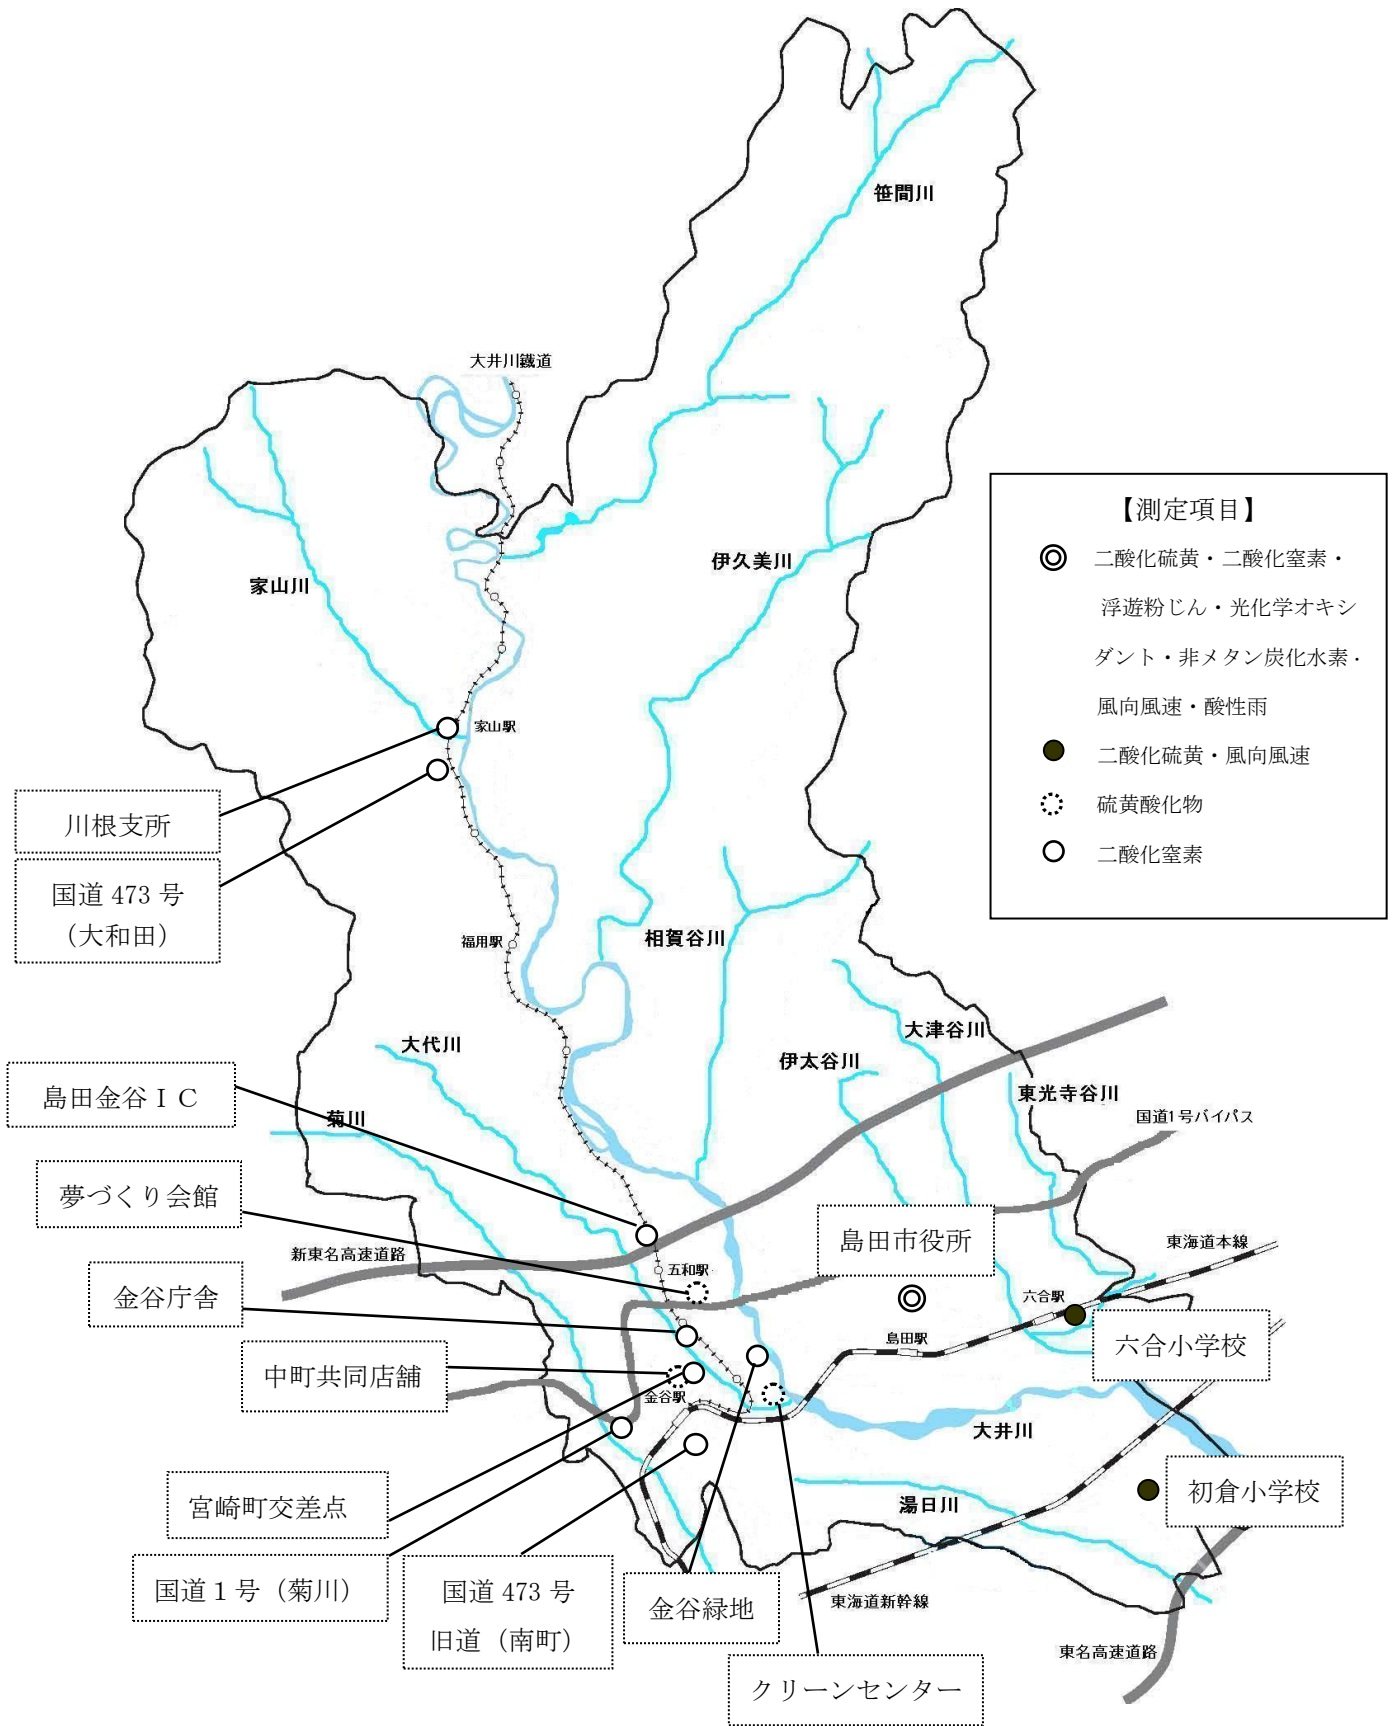 笹間川
大井川鐵道
【測定項目】
二酸化硫黄・二酸化窒素・
浮遊粉じん・光化学オキシ
ダント・非メタン炭化水素・
風向風速・酸性雨
二酸化硫黄・風向風速
硫黄酸化物
二酸化窒素
伊久美川
家山川
家山駅
川根支所
国道 473 号
（大和田）
福用駅
相賀谷川
大津谷川
大代川
伊太谷川
東光寺谷川
国道1号バイパス
島田金谷ＩＣ
菊川
夢づくり会館
島田市役所
東海道本線
新東名高速道路
五和駅
金谷庁舎
六合駅
島田駅
六合小学校
中町共同店舗
金谷駅
大井川
宮崎町交差点
湯日川
初倉小学校
国道１号（菊川）
国道 473 号
旧道（南町）
金谷緑地
東海道新幹線
東名高速道路
クリーンセンター